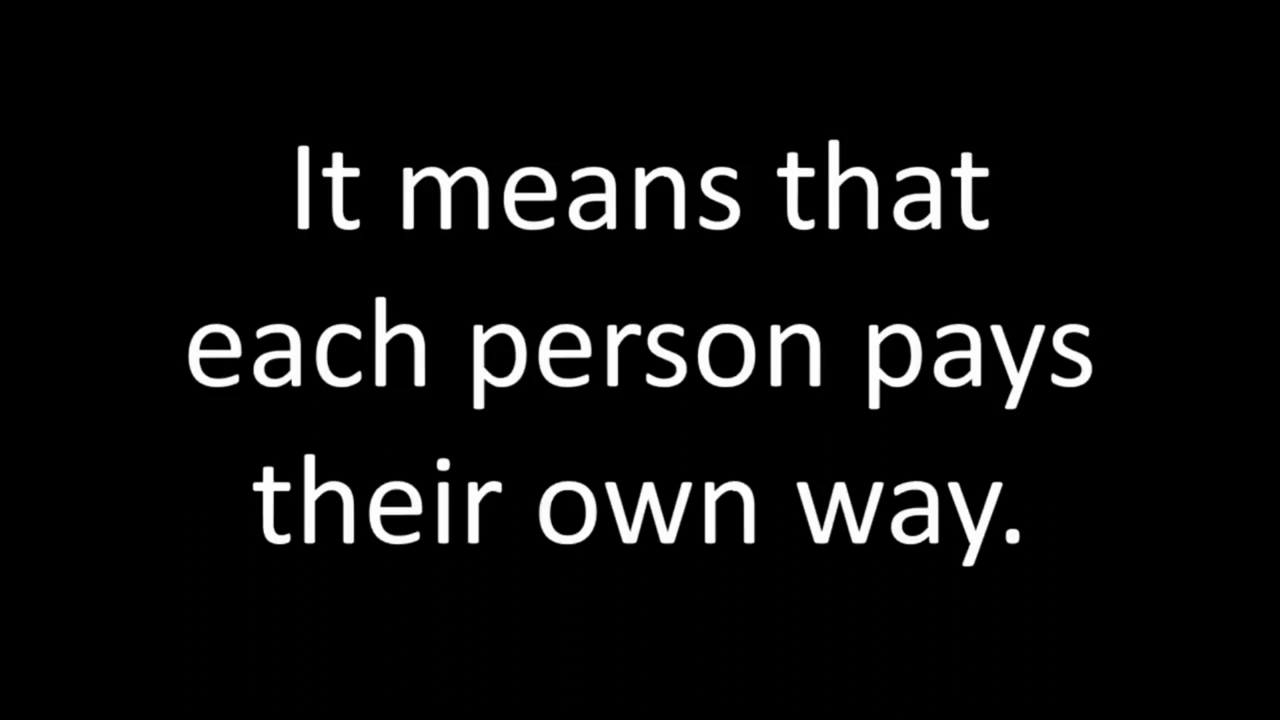 It means that
each person pays
their own way.